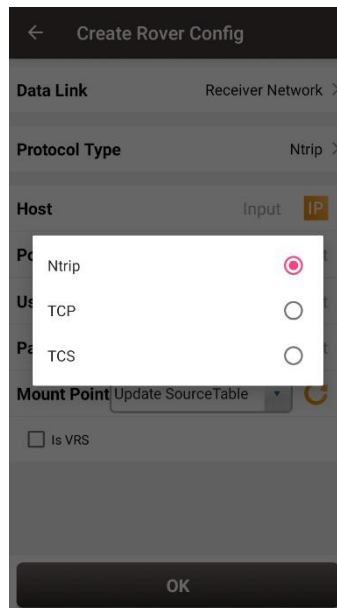 Create Rover Config
Data Link Receiver Network
Protocol Type Ntrip
Host Input IP
Ntrip
TCP
TCS
Mount Point Update SourceTable
Is VRS
OK